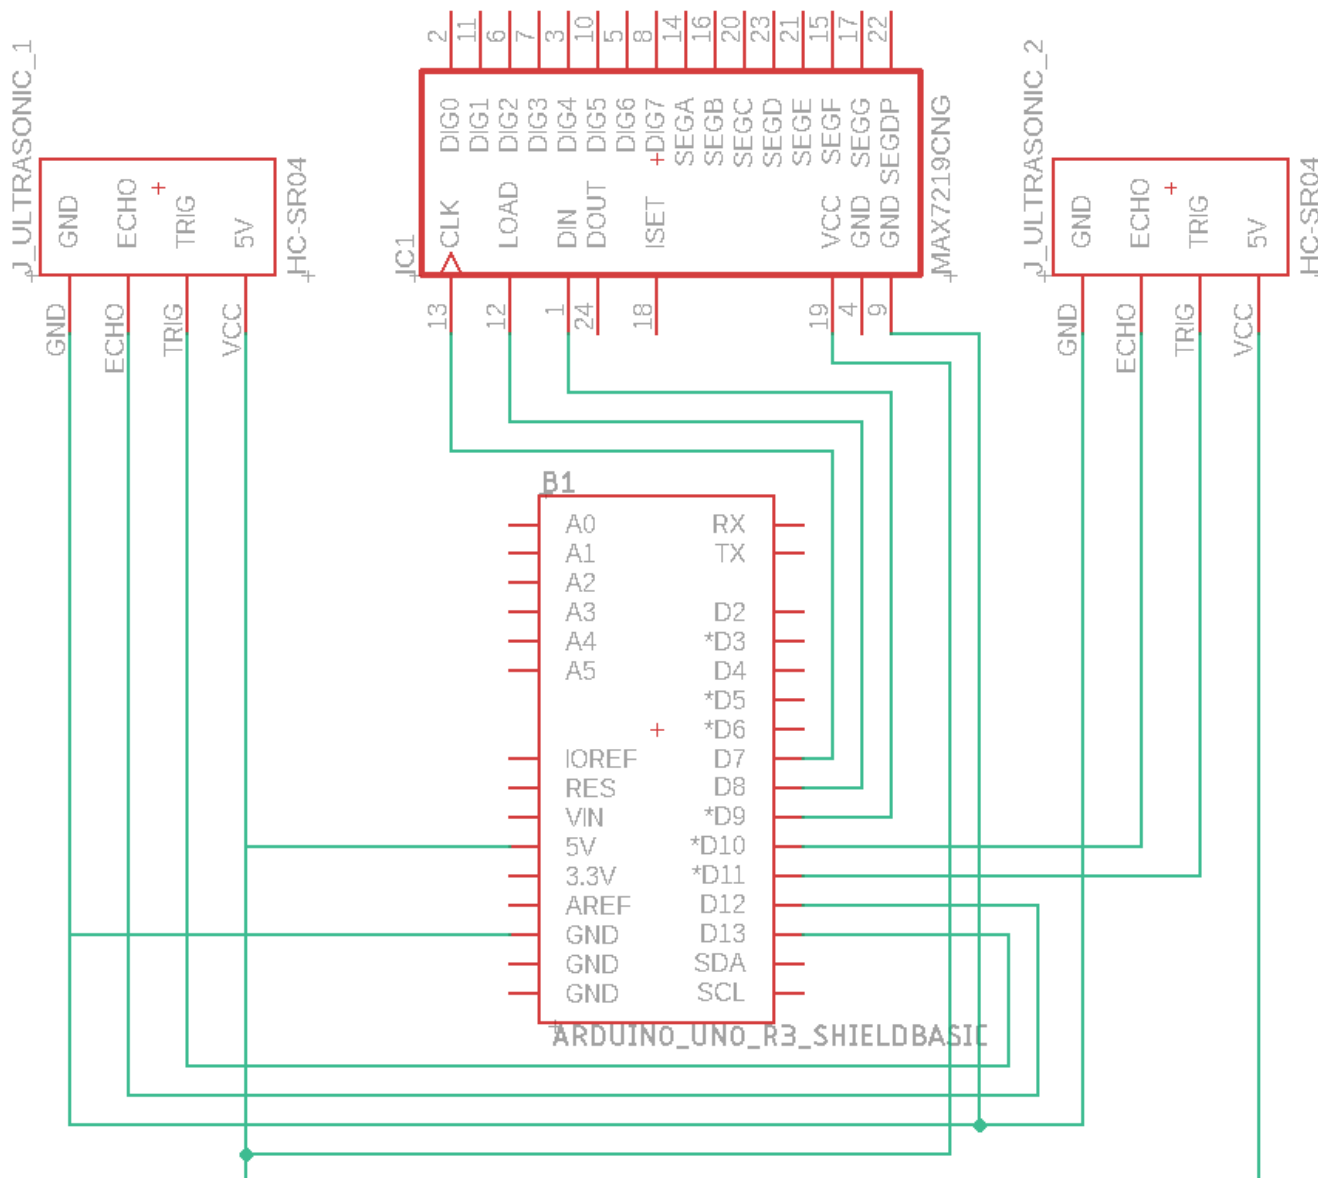 J_ULTRASONIC_1
GND
ECHO
TRIG
5V
HC-SR04
GND
ECHO
TRIG
VCC
2
11
6
7
3
10
5
8
14
16
20
23
21
15
17
22
DIG0
DIG1
DIG2
DIG3
DIG4
DIG5
DIG6
DIG7
SEGA
SEGB
SEGC
SEGD
SEGE
SEGF
SEGG
SEGDP
CLK
LOAD
DIN
DOUT
ISET
VCC
GND
GND
IC1
MAX7219CNG
13
12
1
24
18
19
4
9
J_ULTRASONIC_2
GND
ECHO
TRIG
5V
HC-SR04
GND
ECHO
TRIG
VCC
B1
A0 RX
A1 TX
A2
A3 D2
A4 *D3
A5 D4
*D5
*D6
IOREF D7
RES D8
VIN *D9
5V *D10
3.3V *D11
AREF D12
GND D13
GND SDA
GND SCL
ARDUINO_UNO_R3_SHIELDBASIC